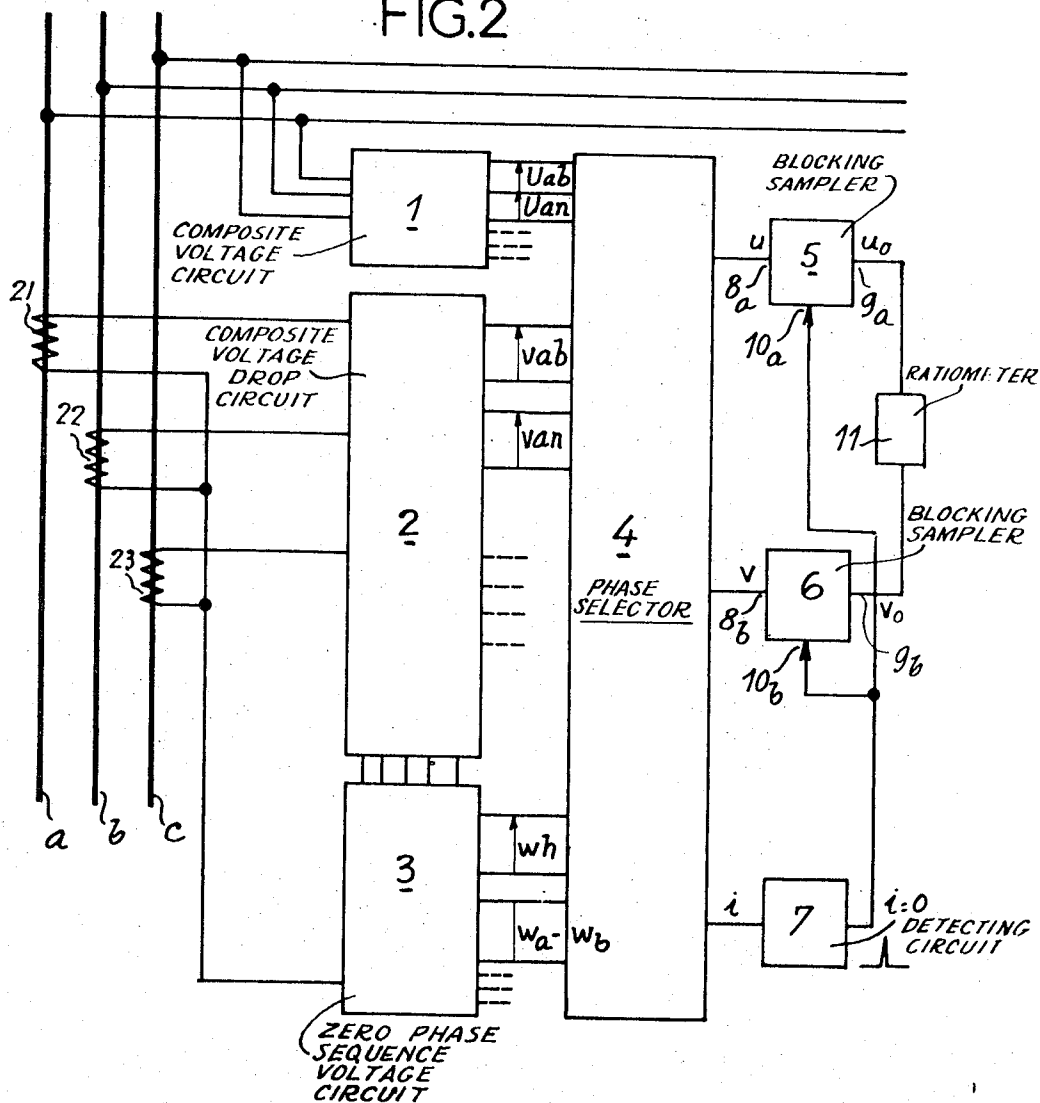 FIG.2
BLOCKING
SAMPLER
Uab
Uan
1
COMPOSITE
VOLTAGE
CIRCUIT
u
5
uo
8a
9a
10a
21
COMPOSITE
VOLTAGE
DROP
CIRCUIT
vab
RATIOMETER
11
22
van
2
4
PHASE
SELECTOR
BLOCKING
SAMPLER
23
v
6
vo
8b
9b
10b
a
b
c
3
wh
wa-wb
i
7
i=0
DETECTING
CIRCUIT
ZERO PHASE
SEQUENCE
VOLTAGE
CIRCUIT